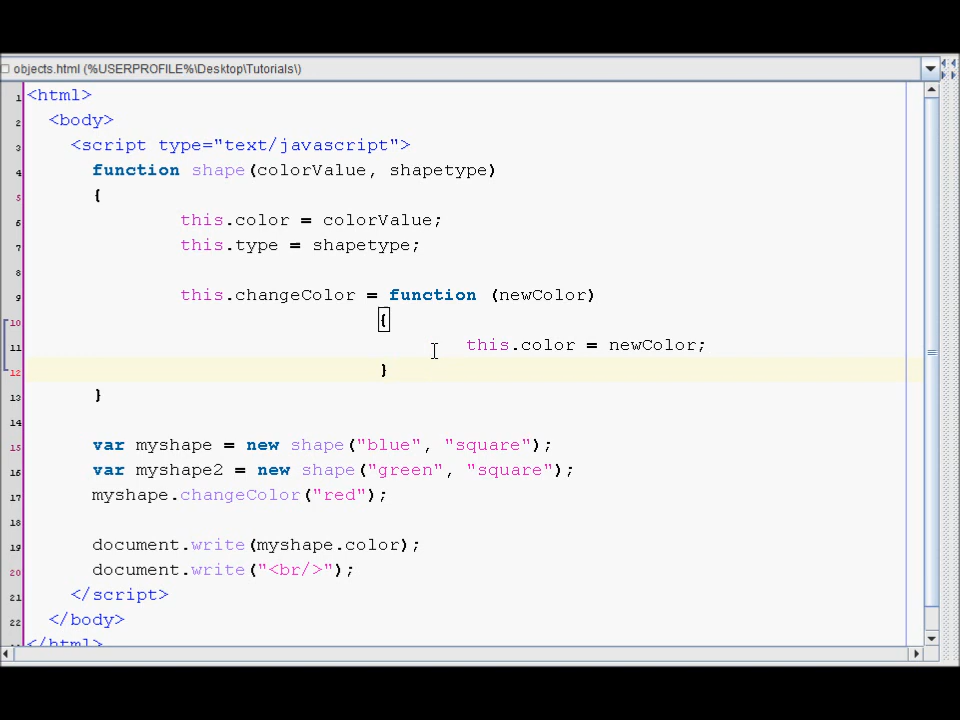 objects.html (%USERPROFILE%\Desktop\Tutorials\)
1 <html>
2 <body>
3 <script type="text/javascript">
4 function shape(colorValue, shapetype)
5 {
6 this.color = colorValue;
7 this.type = shapetype;
8
9 this.changeColor = function (newColor)
10 {
11 this.color = newColor;
12 }
13 }
14
15 var myshape = new shape("blue", "square");
16 var myshape2 = new shape("green", "square");
17 myshape.changeColor("red");
18
19 document.write(myshape.color);
20 document.write("<br/>");
21 </script>
22 </body>
</html>